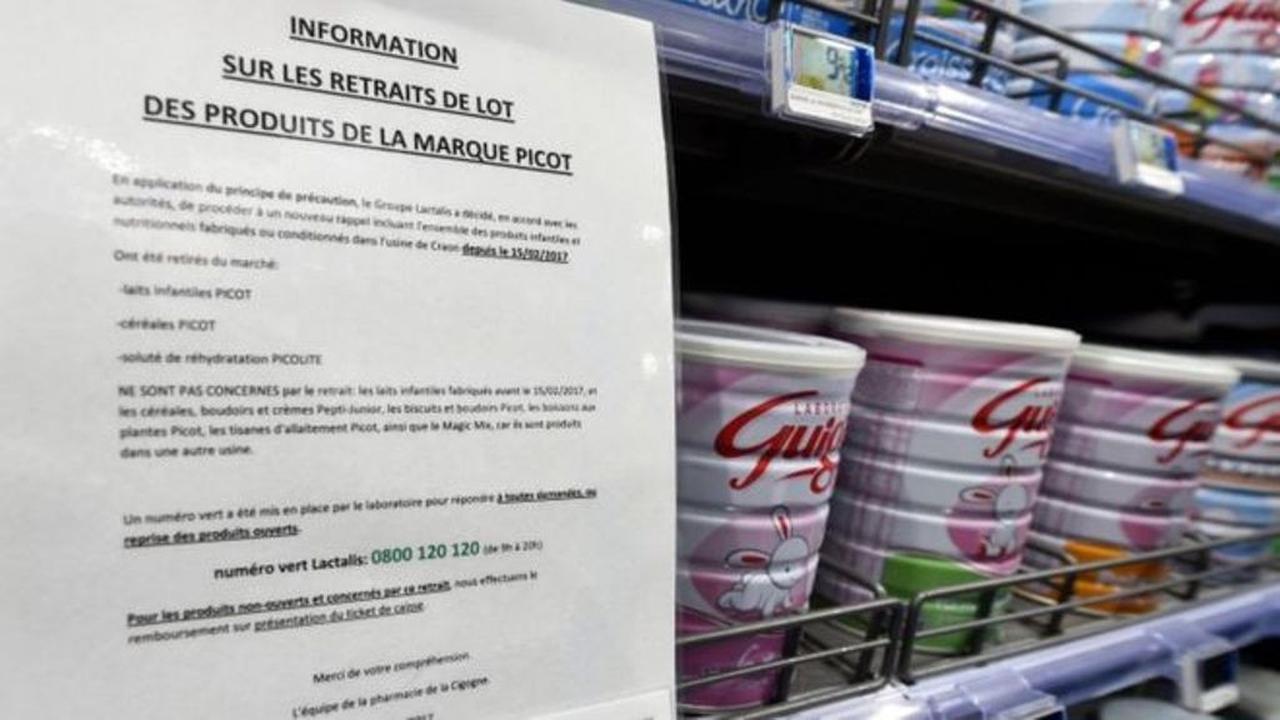 INFORMATION
SUR LES RETRAITS DE LOT
DES PRODUITS DE LA MARQUE PICOT
En application du principe de précaution, le Groupe Lactalis a décidé, en accord avec les
autorités, de procéder à un nouveau rappel incluant l'ensemble des produits infantiles et
nutritionnels fabriqués ou conditionnés dans l'usine de Craon depuis le 15/02/2017
Ont été retirés du marché:
-laits infantiles PICOT
-céréales PICOT
-soluté de réhydratation PICOLITE
NE SONT PAS CONCERNES par le retrait: les laits infantiles fabriqués avant le 15/02/2017, et
les céréales, boudoirs et crèmes Pepti-Junior, les biscuits et boudoirs Picot, les boissons aux
plantes Picot, les tisanes d'allaitement Picot, ainsi que le Magic Mix, car ils sont produits
dans une autre usine.
Un numéro vert a été mis en place par le laboratoire pour répondre à toutes demandes, ou
reprise des produits ouverts.
numéro vert Lactalis: 0800 120 120 (de 9h à 20h)
Pour les produits non-ouverts et concernés par ce retrait, nous effectuons le
remboursement sur présentation du ticket de caisse.
Merci de votre compréhension.
L'équipe de la pharmacie de la Cigogne.
2017
Guig
Gui
Gu
Guig